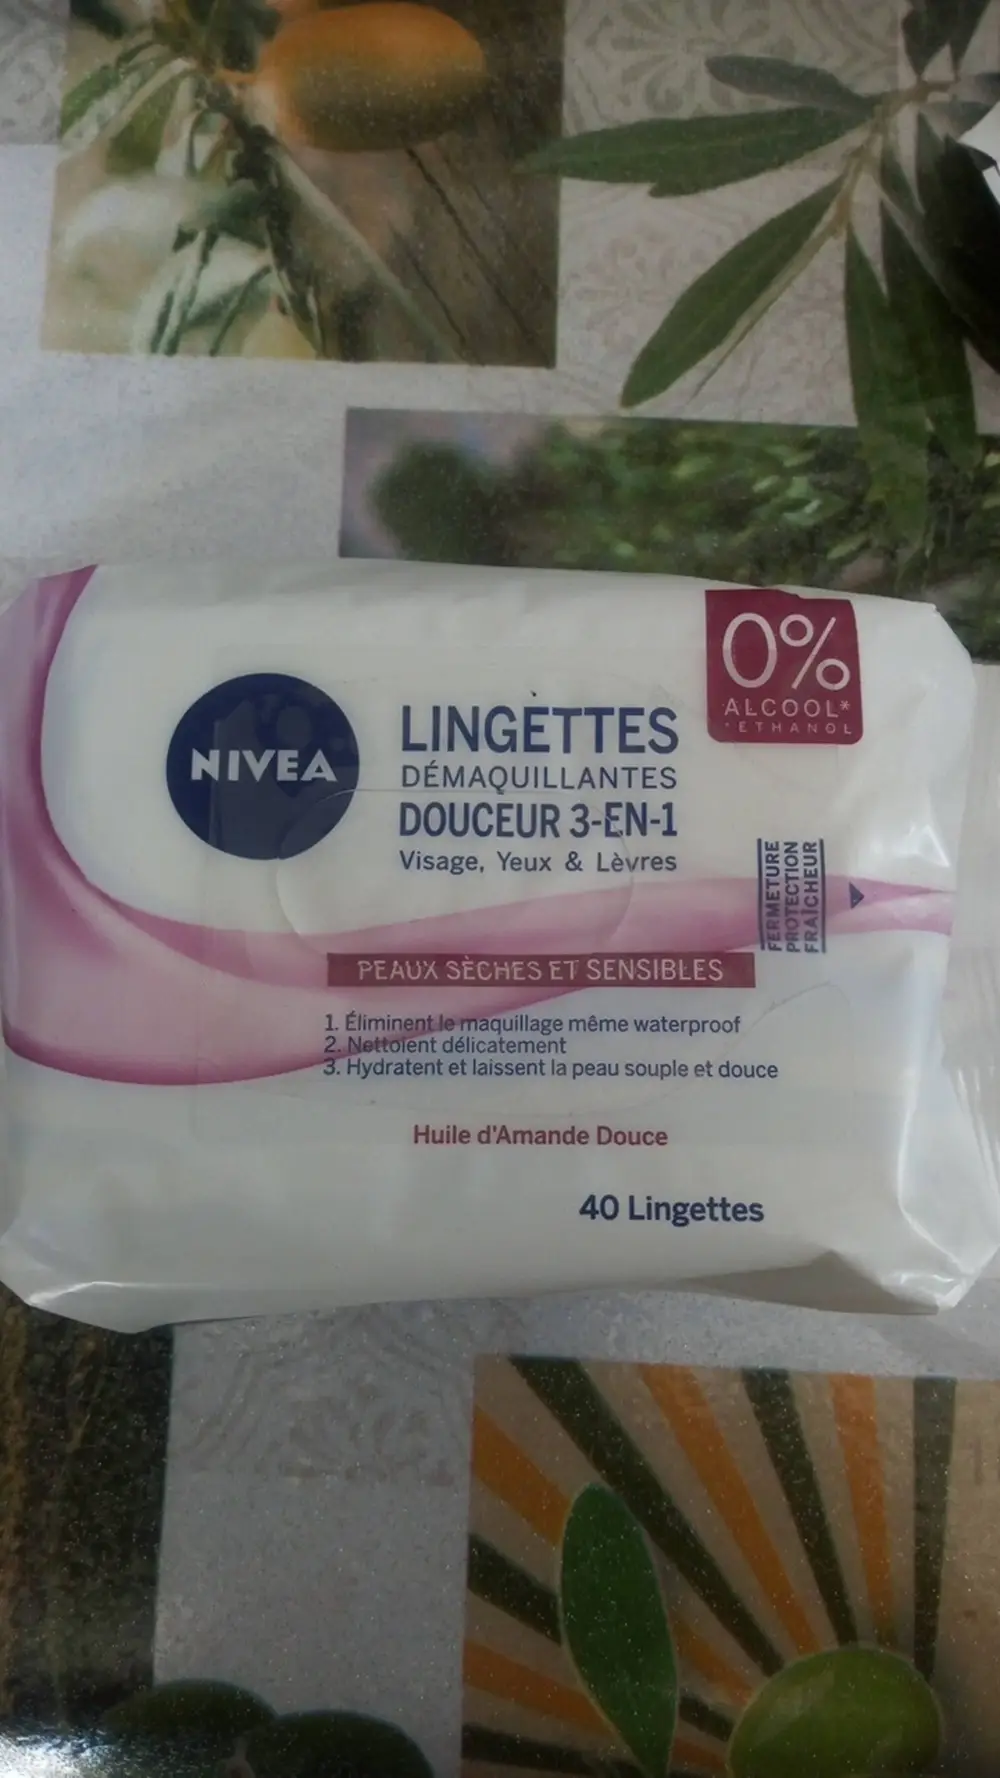 0%
ALCOOL*
*ETHANOL
NIVEA
LINGETTES
DÉMAQUILLANTES
DOUCEUR 3-EN-1
Visage, Yeux & Lèvres
FERMETURE
PROTECTION
FRAÎCHEUR
PEAUX SÈCHES ET SENSIBLES
1. Éliminent le maquillage même waterproof
2. Nettoient délicatement
3. Hydratent et laissent la peau souple et douce
Huile d'Amande Douce
40 Lingettes